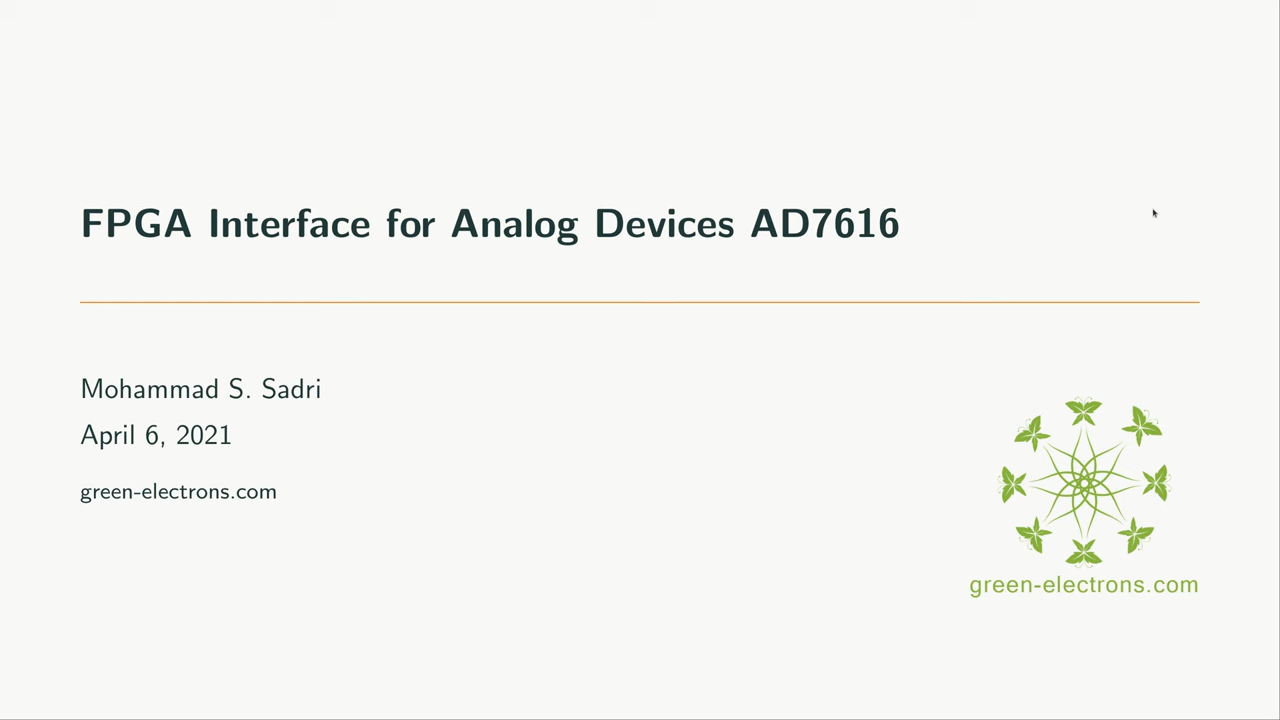 FPGA Interface for Analog Devices AD7616
Mohammad S. Sadri
April 6, 2021
green-electrons.com
green-electrons.com